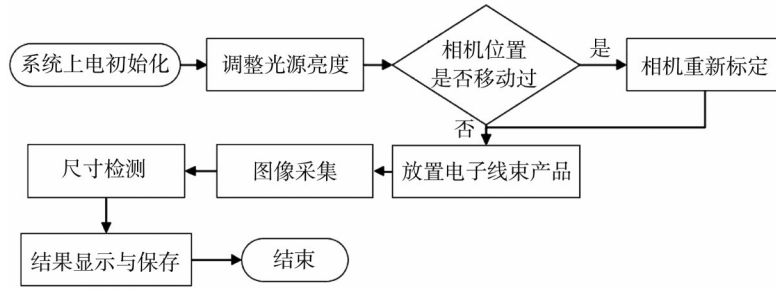 系统上电初始化
调整光源亮度
相机位置
是否移动过
是
相机重新标定
否
放置电子线束产品
图像采集
尺寸检测
结果显示与保存
结束